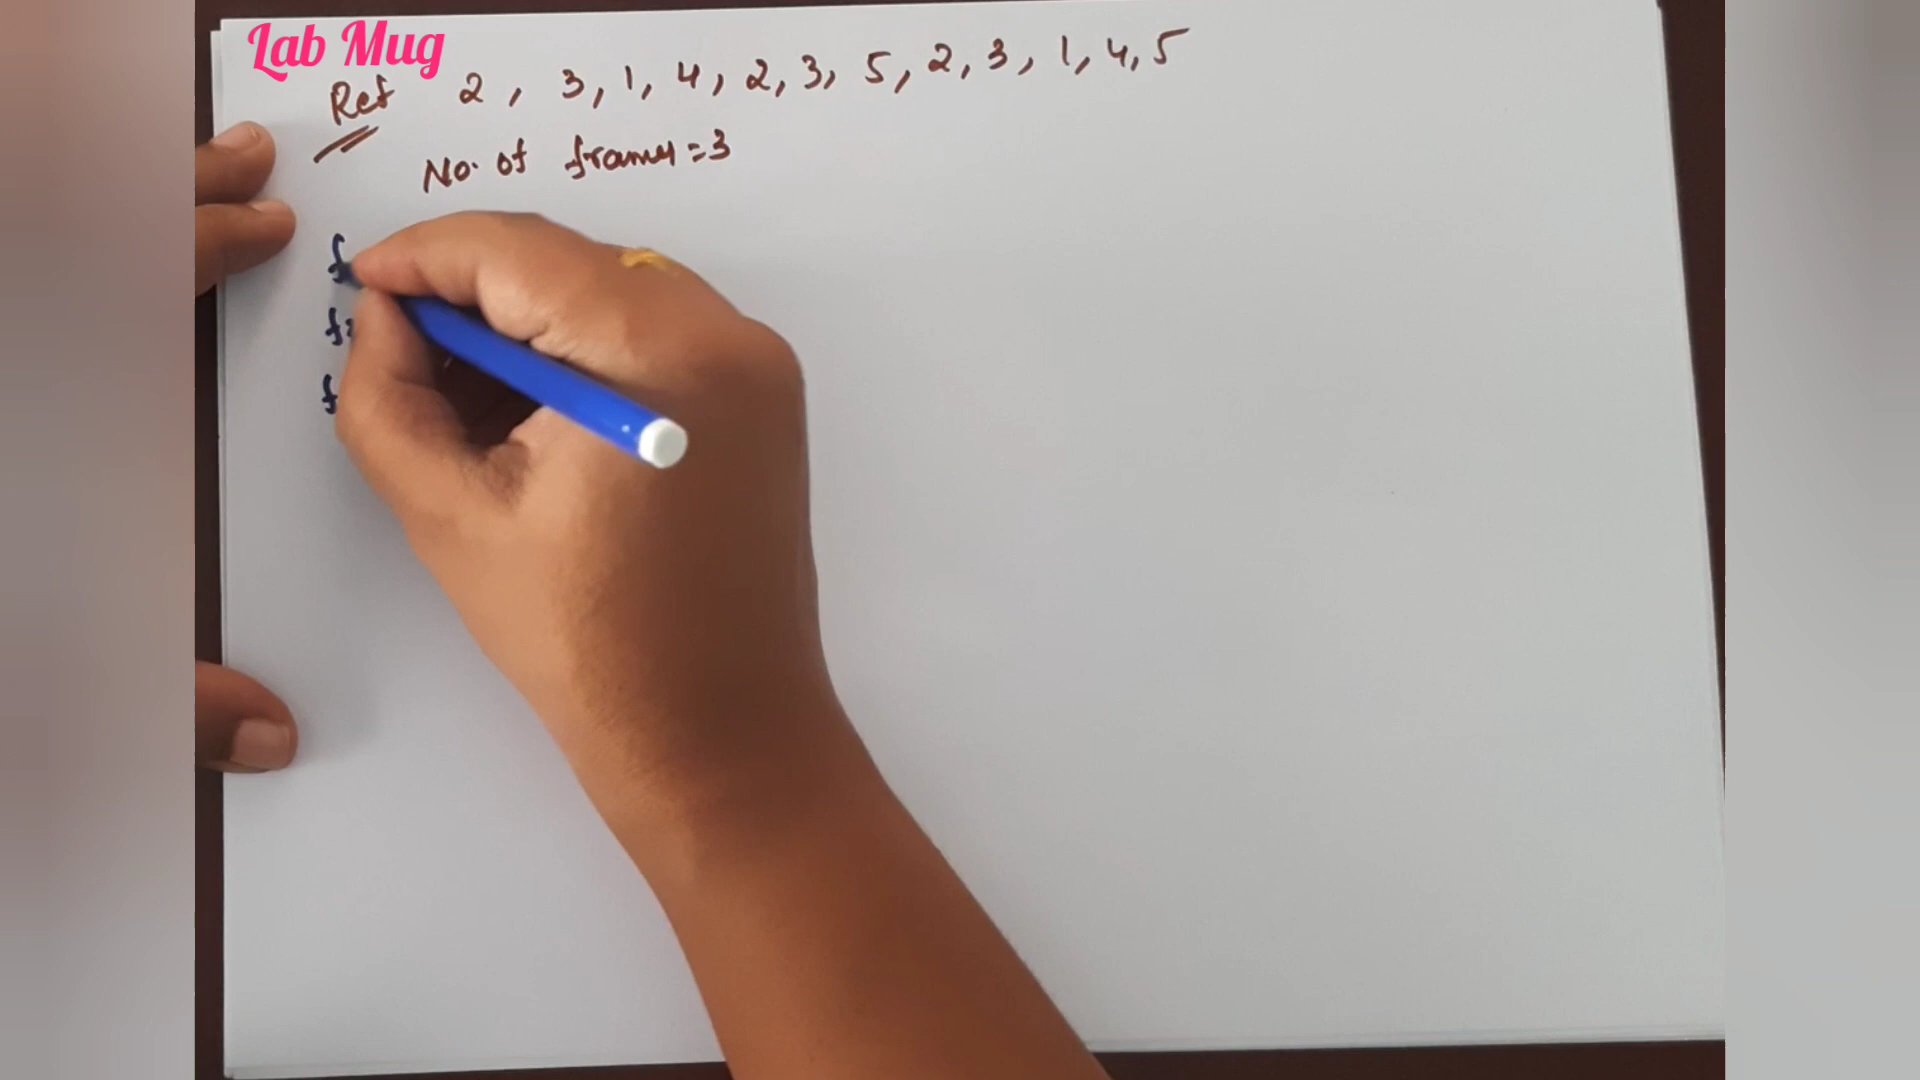 Lab Mug
Ref 2, 3, 1, 4, 2, 3, 5, 2, 3, 1, 4, 5
No. of frames = 3
f
f2
f